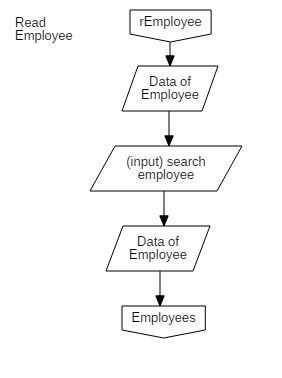 Read
Employee
rEmployee
Data of
Employee
(input) search
employee
Data of
Employee
Employees